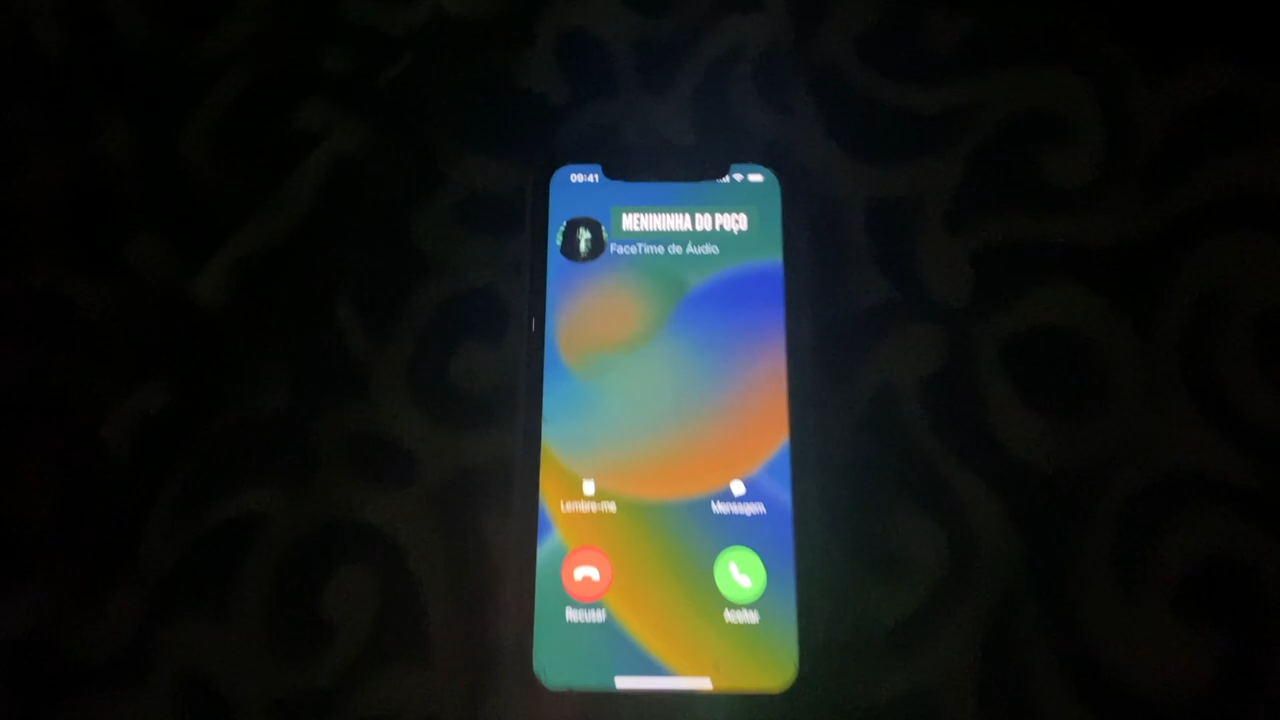 09:41
MENININHA DO POÇO
FaceTime de Áudio
Lembre-me
Mensagem
Recusar
Aceitar